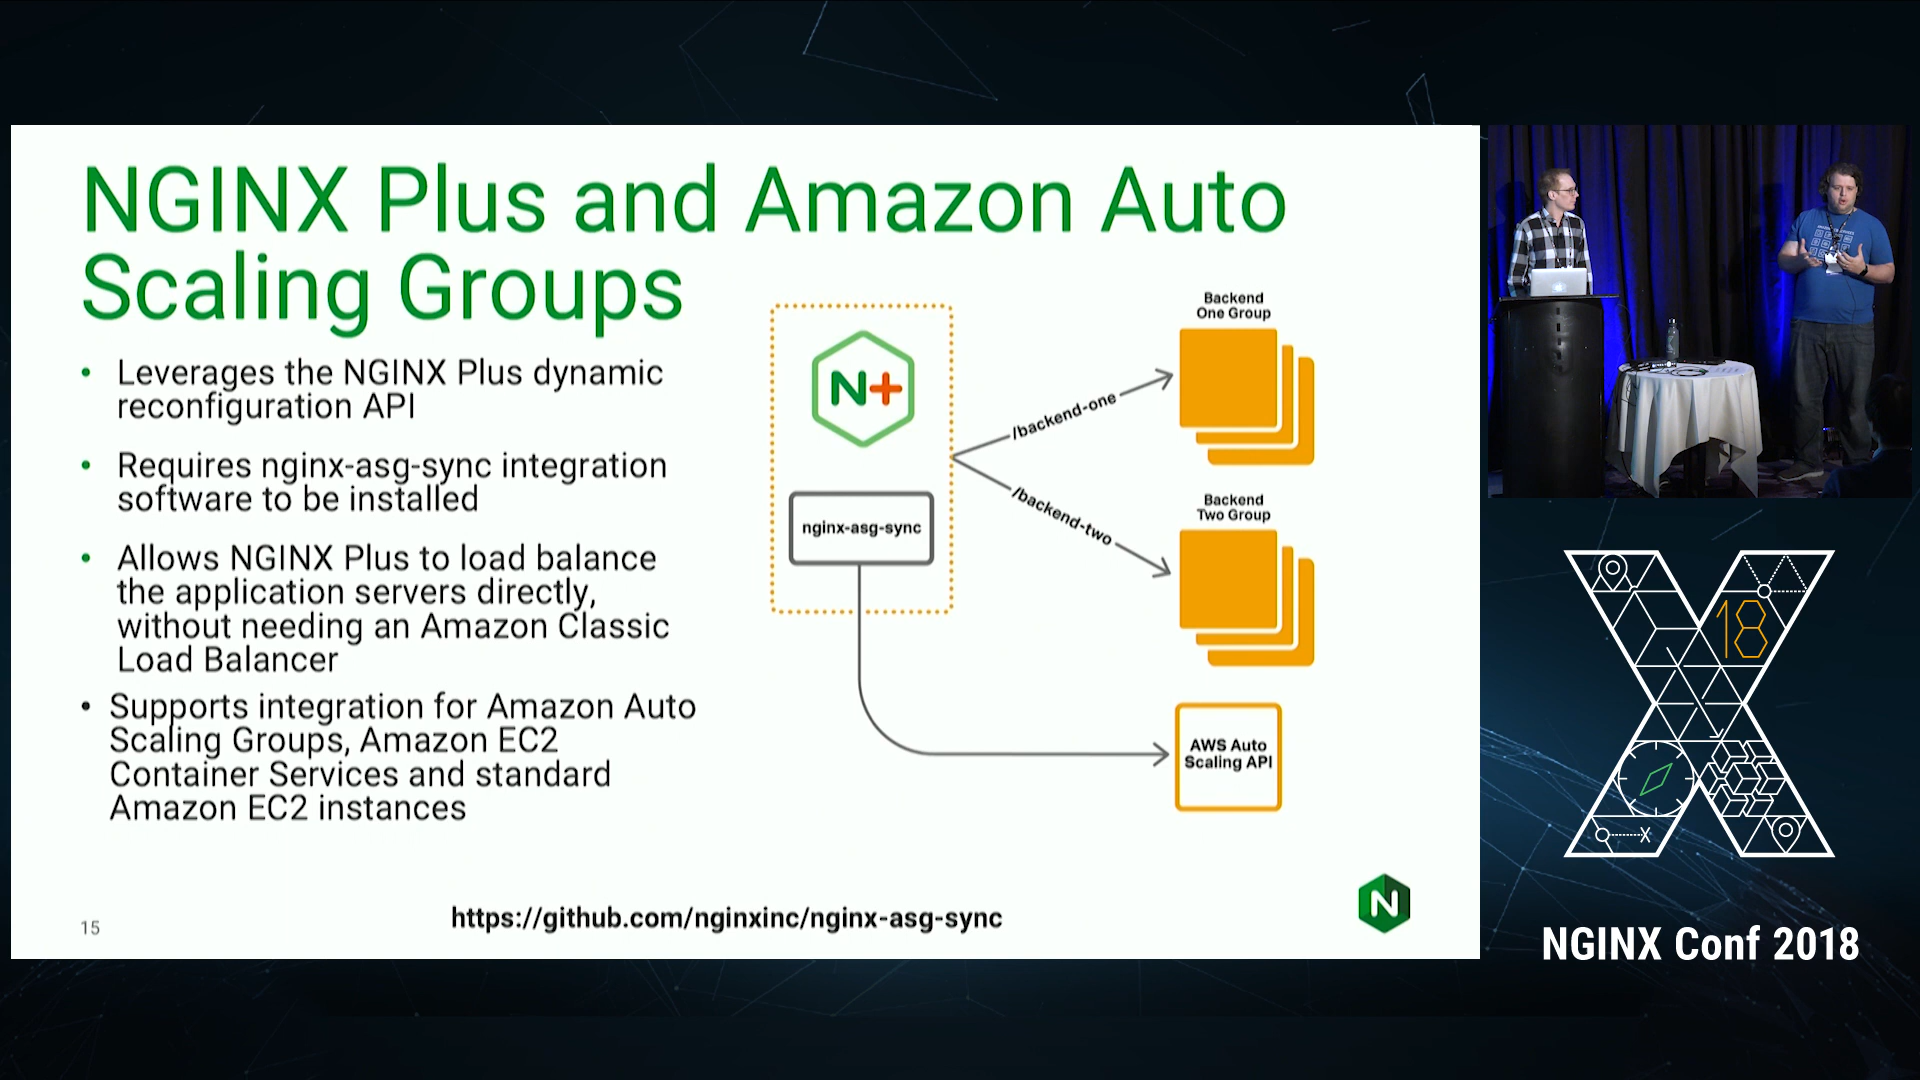 NGINX Plus and Amazon Auto
Scaling Groups
• Leverages the NGINX Plus dynamic
reconfiguration API
• Requires nginx-asg-sync integration
software to be installed
• Allows NGINX Plus to load balance
the application servers directly,
without needing an Amazon Classic
Load Balancer
• Supports integration for Amazon Auto
Scaling Groups, Amazon EC2
Container Services and standard
Amazon EC2 instances
N+
nginx-asg-sync
/backend-one
/backend-two
Backend
One Group
Backend
Two Group
AWS Auto
Scaling API
15
https://github.com/nginxinc/nginx-asg-sync
N
18
X
NGINX Conf 2018